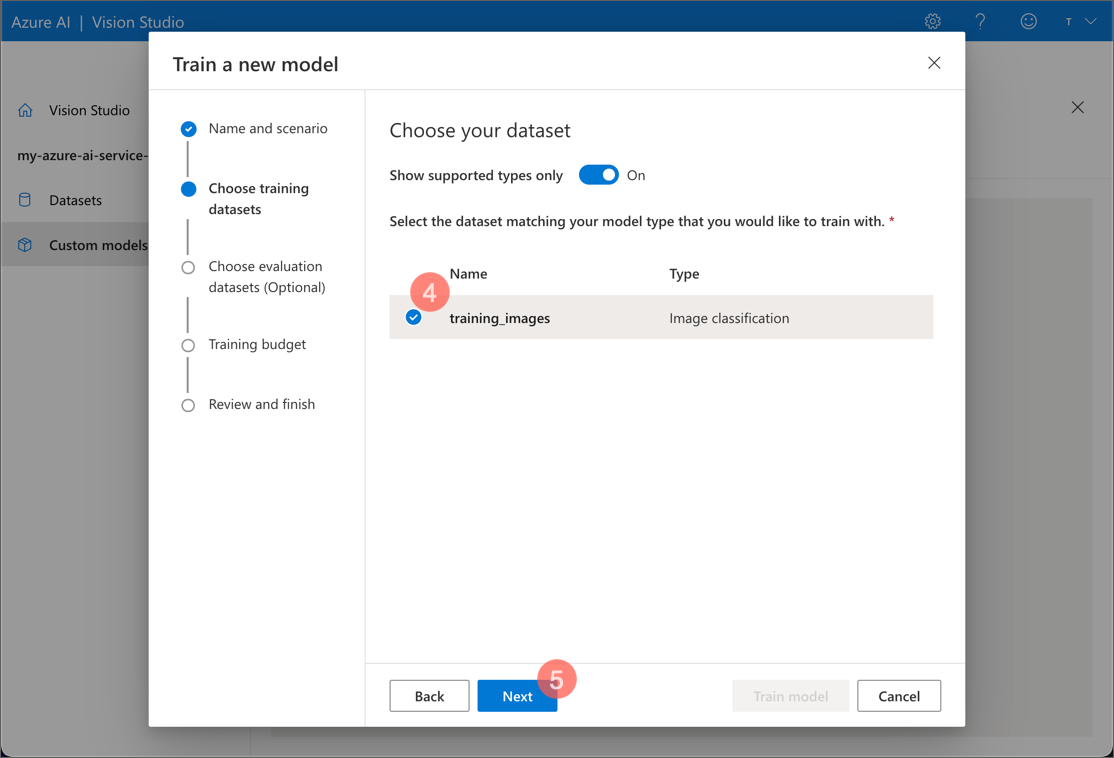 Azure AI | Vision Studio
T
Train a new model
Vision Studio
my-azure-ai-service-
Datasets
Custom models
Name and scenario
Choose training
datasets
Choose evaluation
datasets (Optional)
Training budget
Review and finish
Choose your dataset
Show supported types only On
Select the dataset matching your model type that you would like to train with. *
Name Type
4
training_images Image classification
5
Back Next Train model Cancel